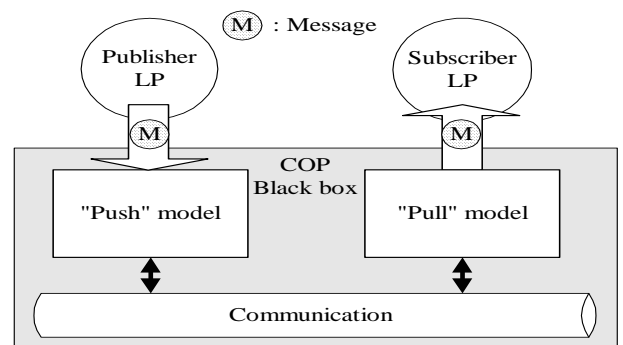 M : Message
Publisher
LP
Subscriber
LP
M
M
COP
Black box
"Push" model
"Pull" model
Communication